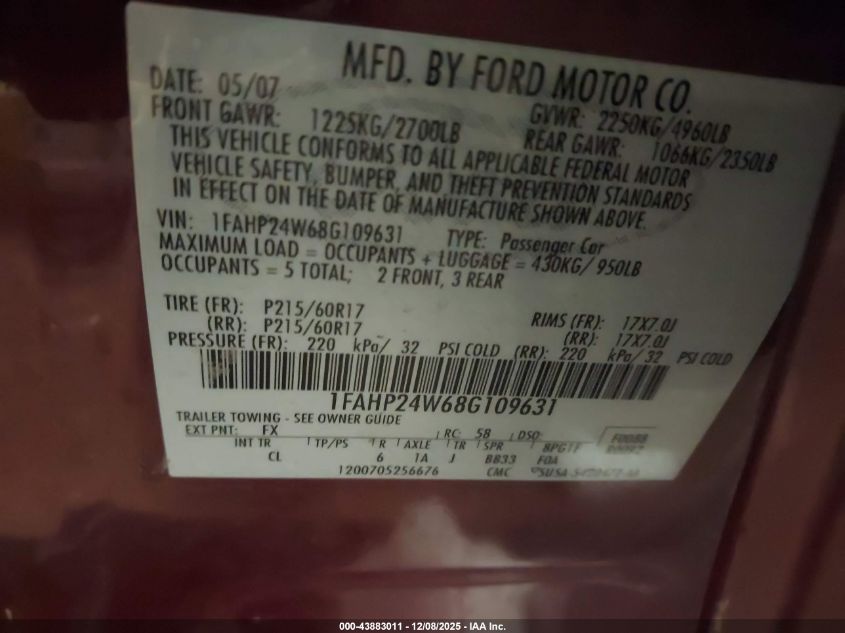 MFD. BY FORD MOTOR CO.
DATE: 05/07 GVWR: 2250KG/4960LB
FRONT GAWR: 1225KG/2700LB REAR GAWR: 1066KG/2350LB
THIS VEHICLE CONFORMS TO ALL APPLICABLE FEDERAL MOTOR
VEHICLE SAFETY, BUMPER, AND THEFT PREVENTION STANDARDS
IN EFFECT ON THE DATE OF MANUFACTURE SHOWN ABOVE.
VIN: 1FAHP24W68G109631 TYPE: Passenger Car
MAXIMUM LOAD = OCCUPANTS + LUGGAGE = 430KG/ 950LB
OCCUPANTS = 5 TOTAL; 2 FRONT, 3 REAR
TIRE (FR): P215/60R17 RIMS (FR): 17X7.0J
(RR): P215/60R17 (RR): 17X7.0J
PRESSURE (FR): 220 kPa/ 32 PSI COLD (RR): 220 kPa/ 32 PSI COLD
1FAHP24W68G109631
TRAILER TOWING - SEE OWNER GUIDE
EXT PNT: FX RC: 58 DSO:
INT TR TP/PS R AXLE TR SPR BPGTF
CL 6 1A J BB33 FOA
1200705256676 CMC
000-43883011 - 12/08/2025 - IAA Inc.